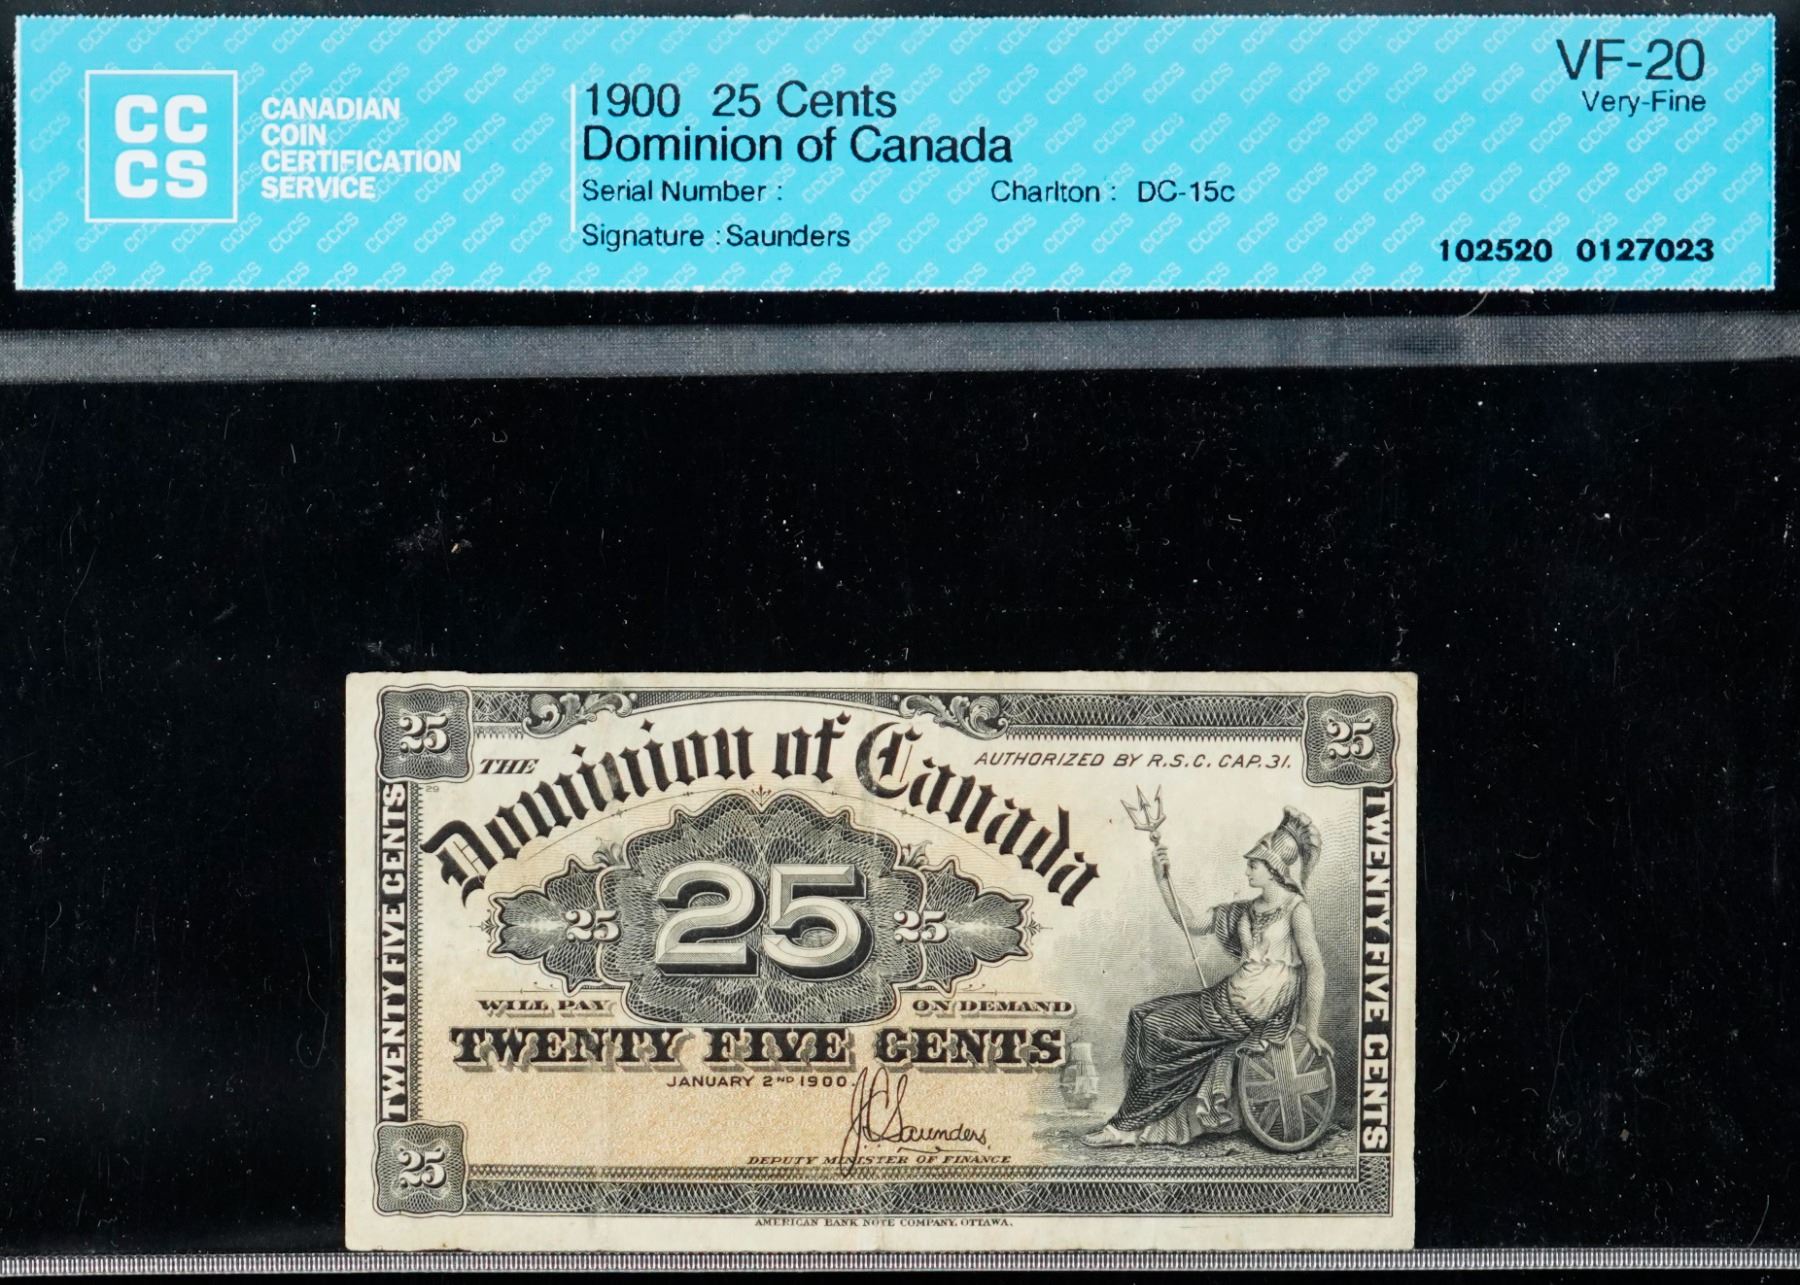 CC
CS
CANADIAN
COIN
CERTIFICATION
SERVICE
1900 25 Cents
Dominion of Canada
Serial Number :
Charlton : DC-15c
Signature : Saunders
VF-20
Very-Fine
102520 0127023
25
25
THE
Dominion of Canada
AUTHORIZED BY R.S.C. CAP. 31.
29
TWENTY FIVE CENTS
25
25
25
TWENTY FIVE CENTS
WILL PAY
ON DEMAND
TWENTY FIVE CENTS
JANUARY 2ND 1900.
J.C. Saunders
DEPUTY MINISTER OF FINANCE
25
AMERICAN BANK NOTE COMPANY, OTTAWA.